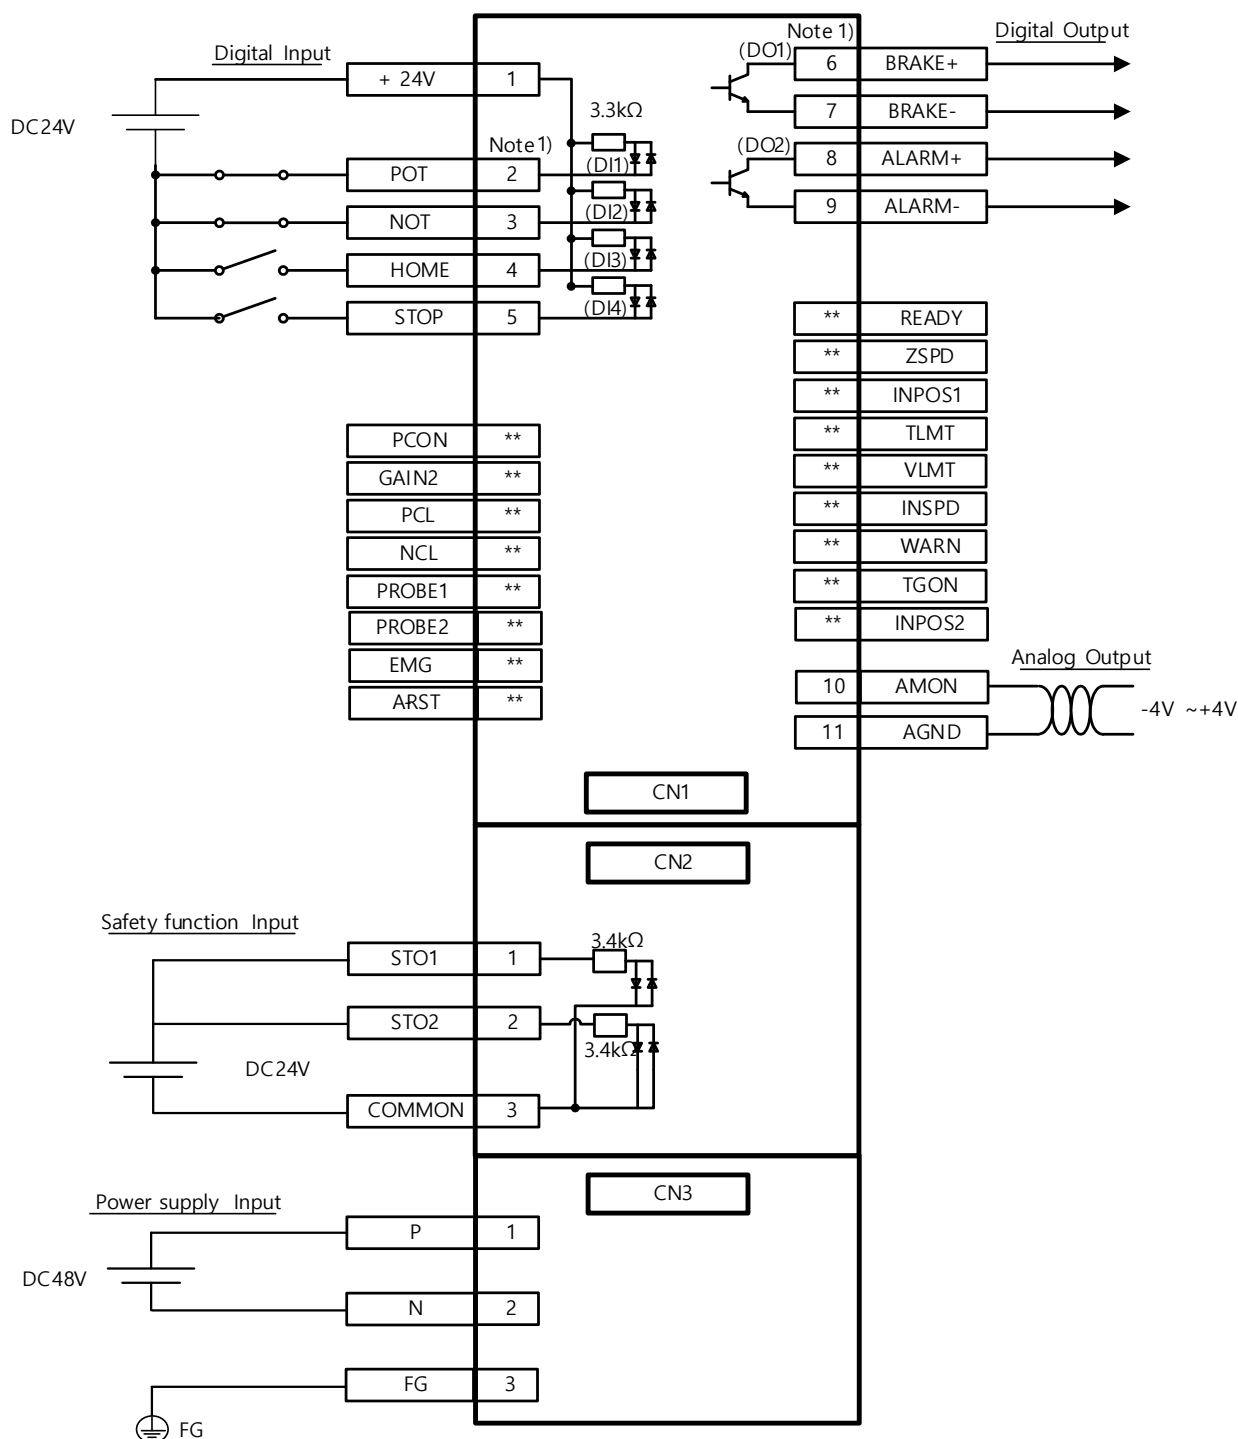 Digital Input
DC24V
+ 24V 1
Note 1)
POT 2
NOT 3
HOME 4
STOP 5
3.3kΩ
(DI1)
(DI2)
(DI3)
(DI4)
PCON **
GAIN2 **
PCL **
NCL **
PROBE1 **
PROBE2 **
EMG **
A-RST **
Note 1)
Digital Output
(DO1)
6 BRAKE+
7 BRAKE-
(DO2)
8 ALARM+
9 ALARM-
** READY
** ZSPD
** INPOS1
** TLMT
** VLMT
** INSPD
** WARN
** TGON
** INPOS2
Analog Output
10 AMON
11 AGND
-4V ~+4V
CN1
CN2
Safety function Input
STO1 1
3.4kΩ
STO2 2
3.4kΩ
DC24V
COMMON 3
CN3
Power supply Input
P 1
DC48V
N 2
FG 3
FG